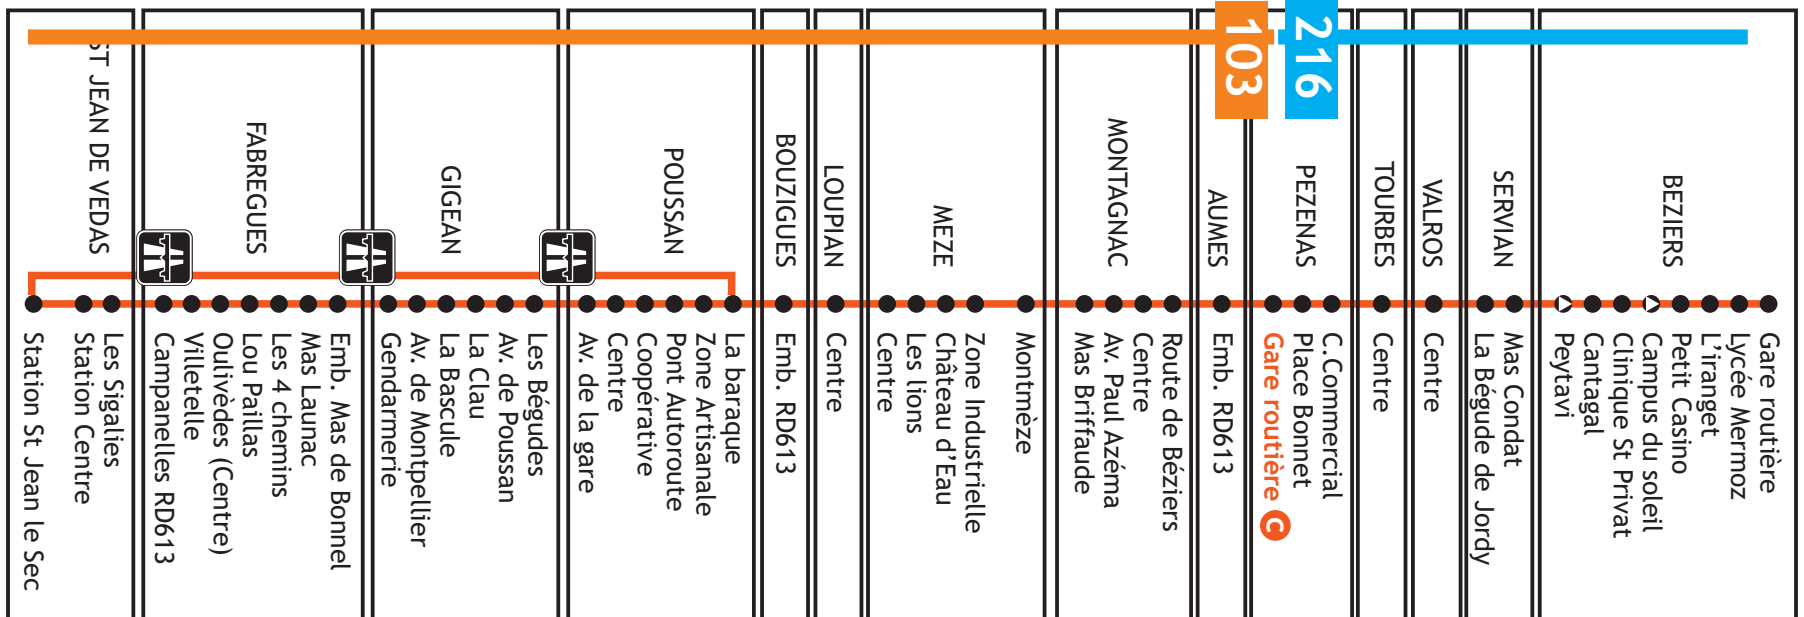 216
103
BEZIERS
Gare routière
Lycée Mermoz
L'iranget
Petit Casino
Campus du soleil
Clinique St Privat
Cantagal
Peytavi
SERVIAN
Mas Condat
La Bégude de Jordy
VALROS
Centre
TOURBES
Centre
PEZENAS
C.Commercial
Place Bonnet
Gare routière C
AUMES
Emb. RD613
MONTAGNAC
Route de Béziers
Centre
Av. Paul Azéma
Mas Briffaude
MEZE
Montmèze
Zone Industrielle
Château d'Eau
Les lions
Centre
LOUPIAN
Centre
BOUZIGUES
Emb. RD613
POUSSAN
La baraque
Zone Artisanale
Pont Autoroute
Coopérative
Centre
Av. de la gare
GIGEAN
Les Bégudes
Av. de Poussan
La Clau
La Bascule
Av. de Montpellier
Gendarmerie
FABREGUES
Emb. Mas de Bonnel
Mas Launac
Les 4 chemins
Lou Paillas
Oulivèdes (Centre)
Villetelle
Campanelles RD613
ST JEAN DE VEDAS
Les Sigalies
Station Centre
Station St Jean le Sec